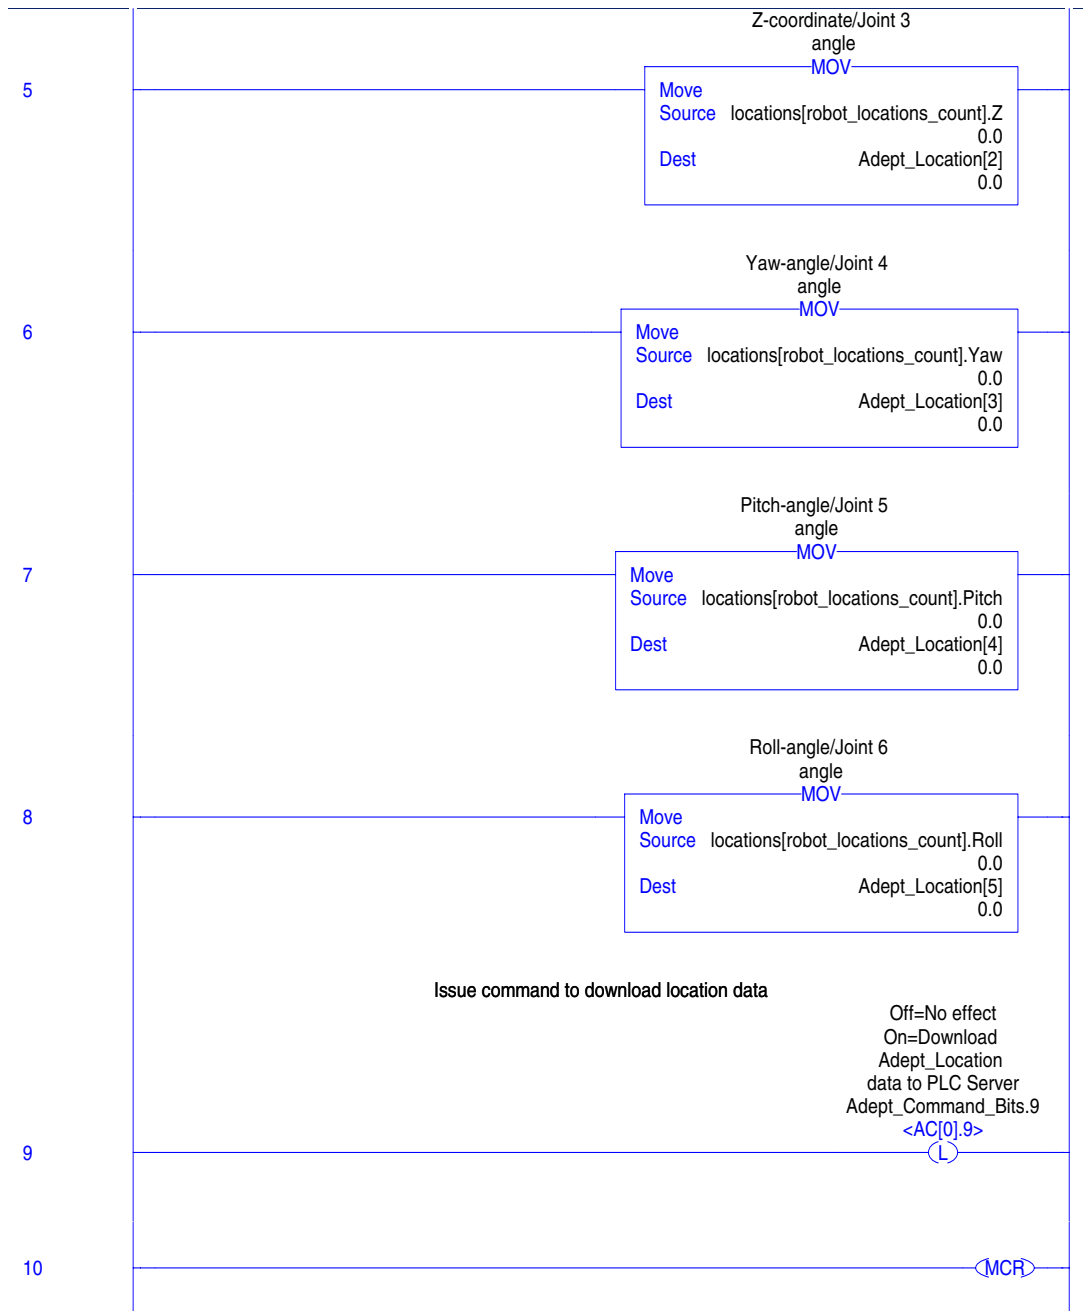 Z-coordinate/Joint 3
angle
MOV
5
Move
Source locations[robot_locations_count].Z
0.0
Dest Adept_Location[2]
0.0
Yaw-angle/Joint 4
angle
MOV
6
Move
Source locations[robot_locations_count].Yaw
0.0
Dest Adept_Location[3]
0.0
Pitch-angle/Joint 5
angle
MOV
7
Move
Source locations[robot_locations_count].Pitch
0.0
Dest Adept_Location[4]
0.0
Roll-angle/Joint 6
angle
MOV
8
Move
Source locations[robot_locations_count].Roll
0.0
Dest Adept_Location[5]
0.0
Issue command to download location data
Off=No effect
On=Download
Adept_Location
data to PLC Server
Adept_Command_Bits.9
<AC[0].9>
9
L
10
MCR